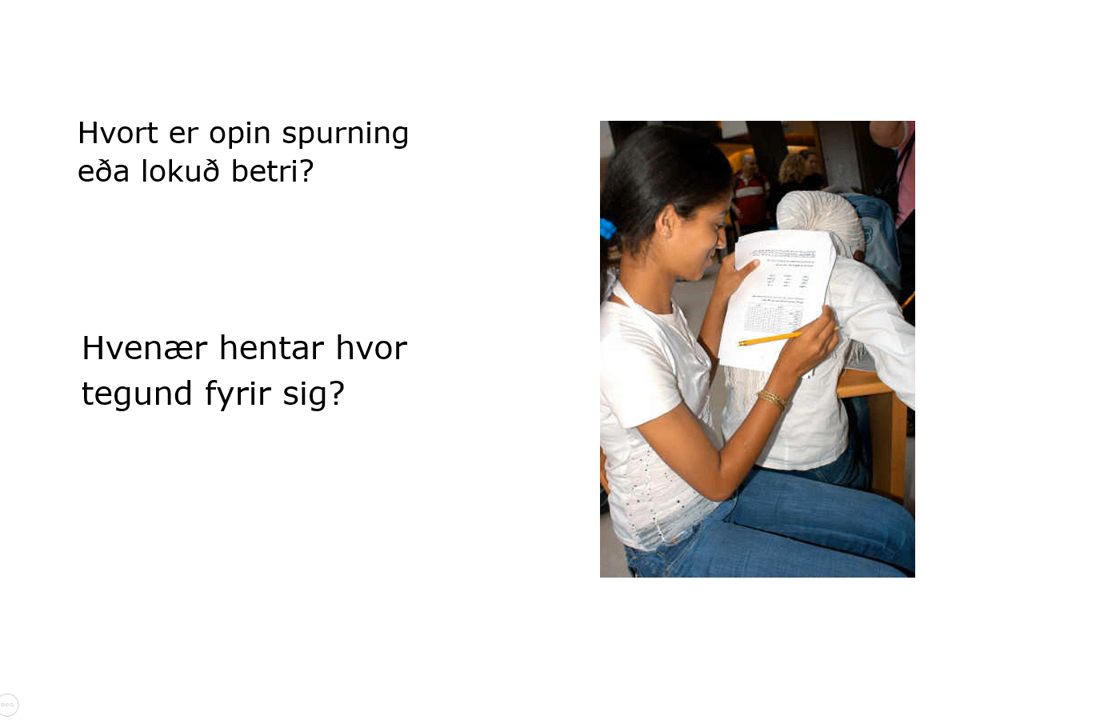 Hvort er opin spurning
eða lokuð betri?
Hvenær hentar hvor
tegund fyrir sig?